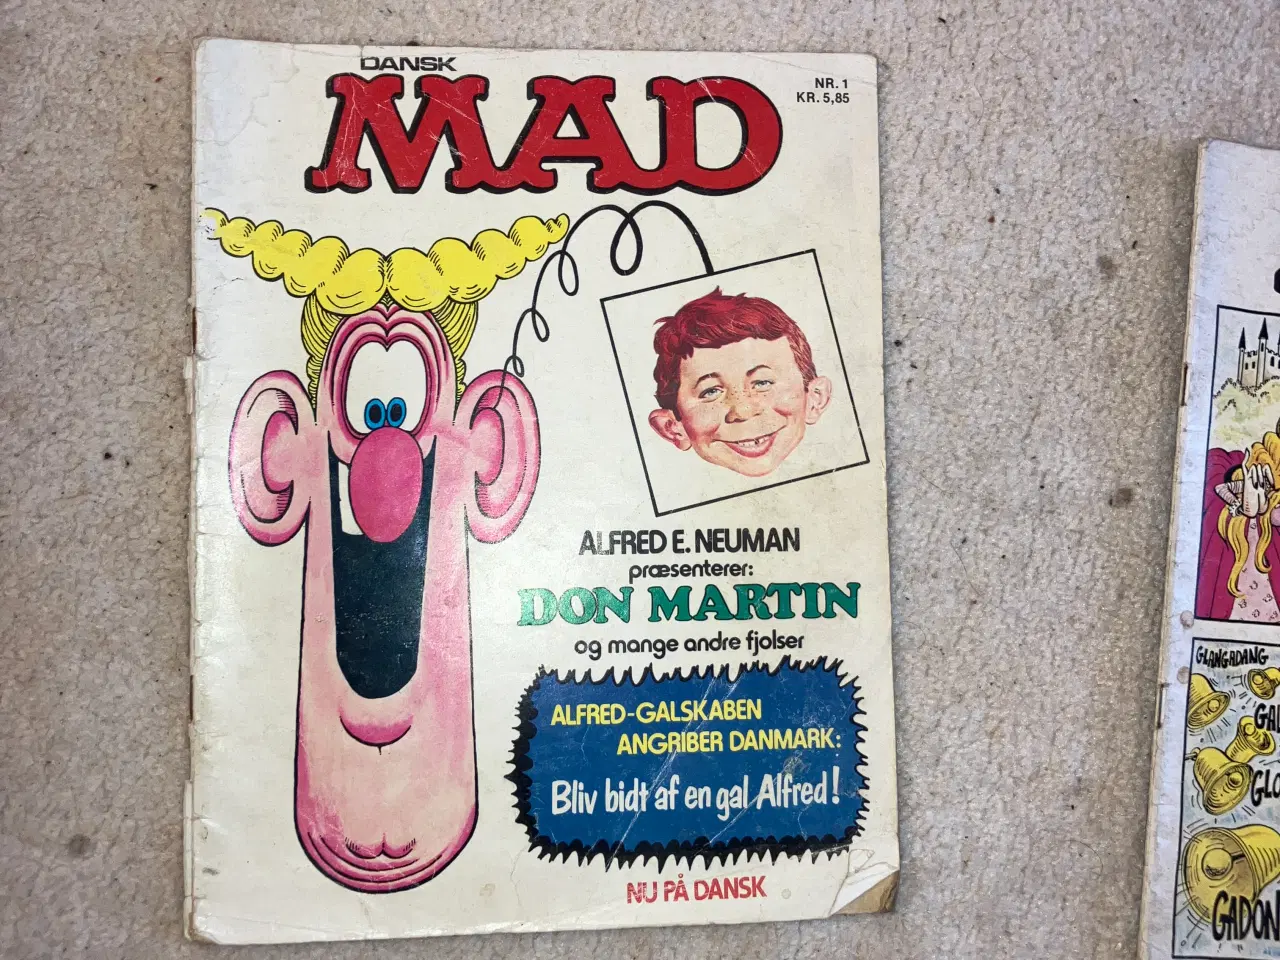 DANSK
MAD
NR. 1
KR. 5,85
ALFRED E. NEUMAN
præsenterer:
DON MARTIN
og mange andre fjolser
ALFRED-GALSKABEN
ANGRIBER DANMARK:
Bliv bidt af en gal Alfred!
NU PÅ DANSK
GLANGADANG